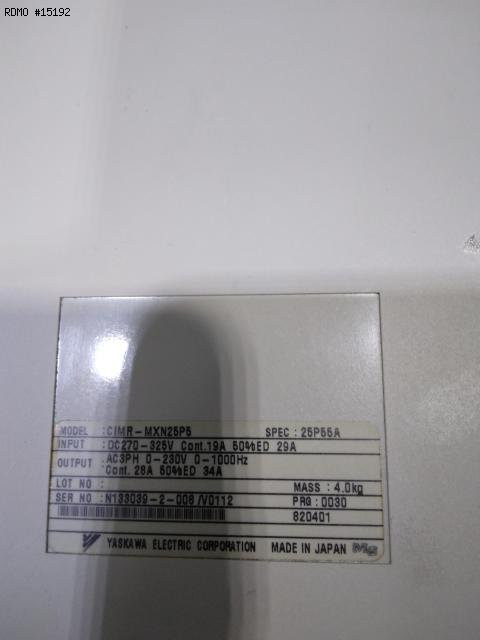 RDMO #15192
MODEL :CIMR-MXN25P5 SPEC :25P55A
INPUT :DC270-325V Cont.19A 50%ED 29A
OUTPUT :AC3PH 0-230V 0-1000Hz
Cont. 28A 50%ED 34A
LOT NO : MASS : 4.0kg
SER NO :N133039-2-008 /V0112 PRG :0030
820401
YASKAWA ELECTRIC CORPORATION MADE IN JAPAN